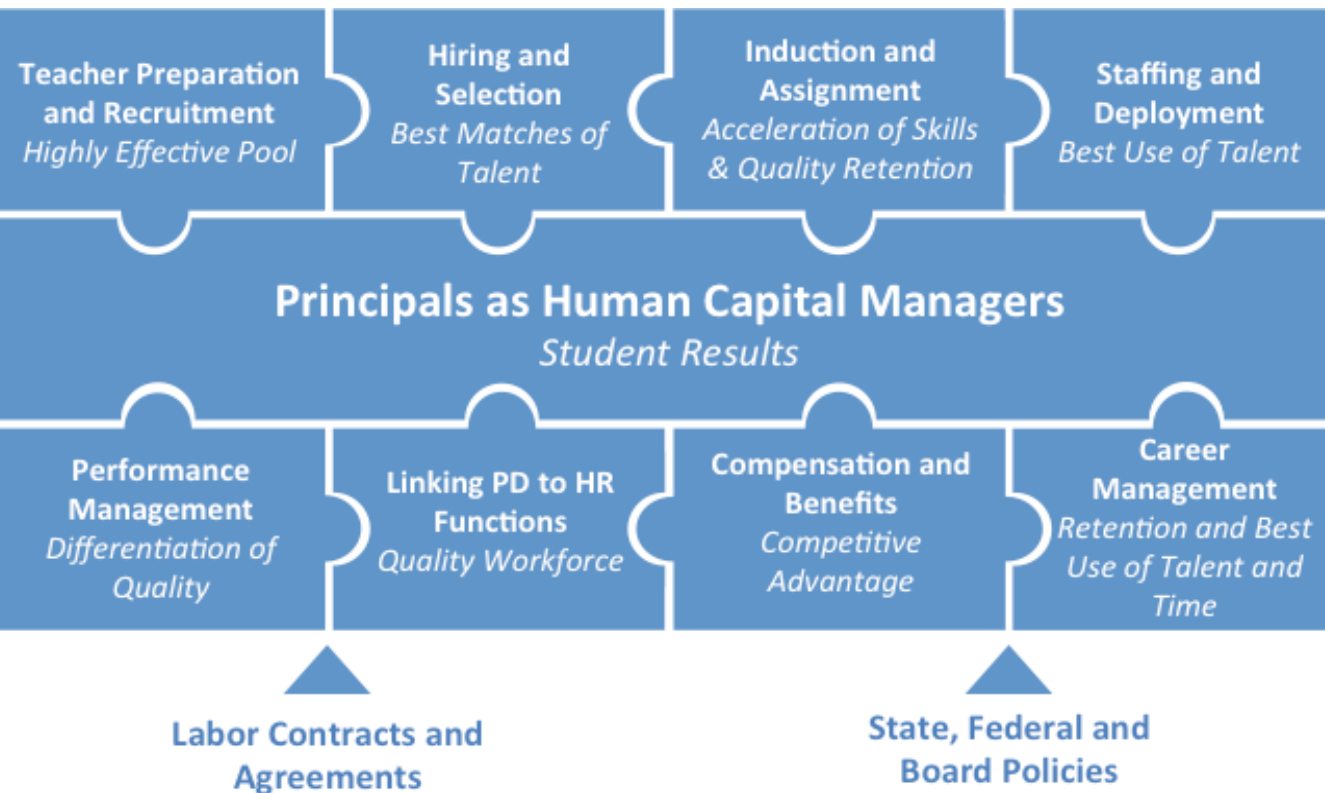 Teacher Preparation
and Recruitment
Highly Effective Pool
Hiring and
Selection
Best Matches of
Talent
Induction and
Assignment
Acceleration of Skills
& Quality Retention
Staffing and
Deployment
Best Use of Talent
Principals as Human Capital Managers
Student Results
Performance
Management
Differentiation of
Quality
Linking PD to HR
Functions
Quality Workforce
Compensation and
Benefits
Competitive
Advantage
Career
Management
Retention and Best
Use of Talent and
Time
Labor Contracts and
Agreements
State, Federal and
Board Policies